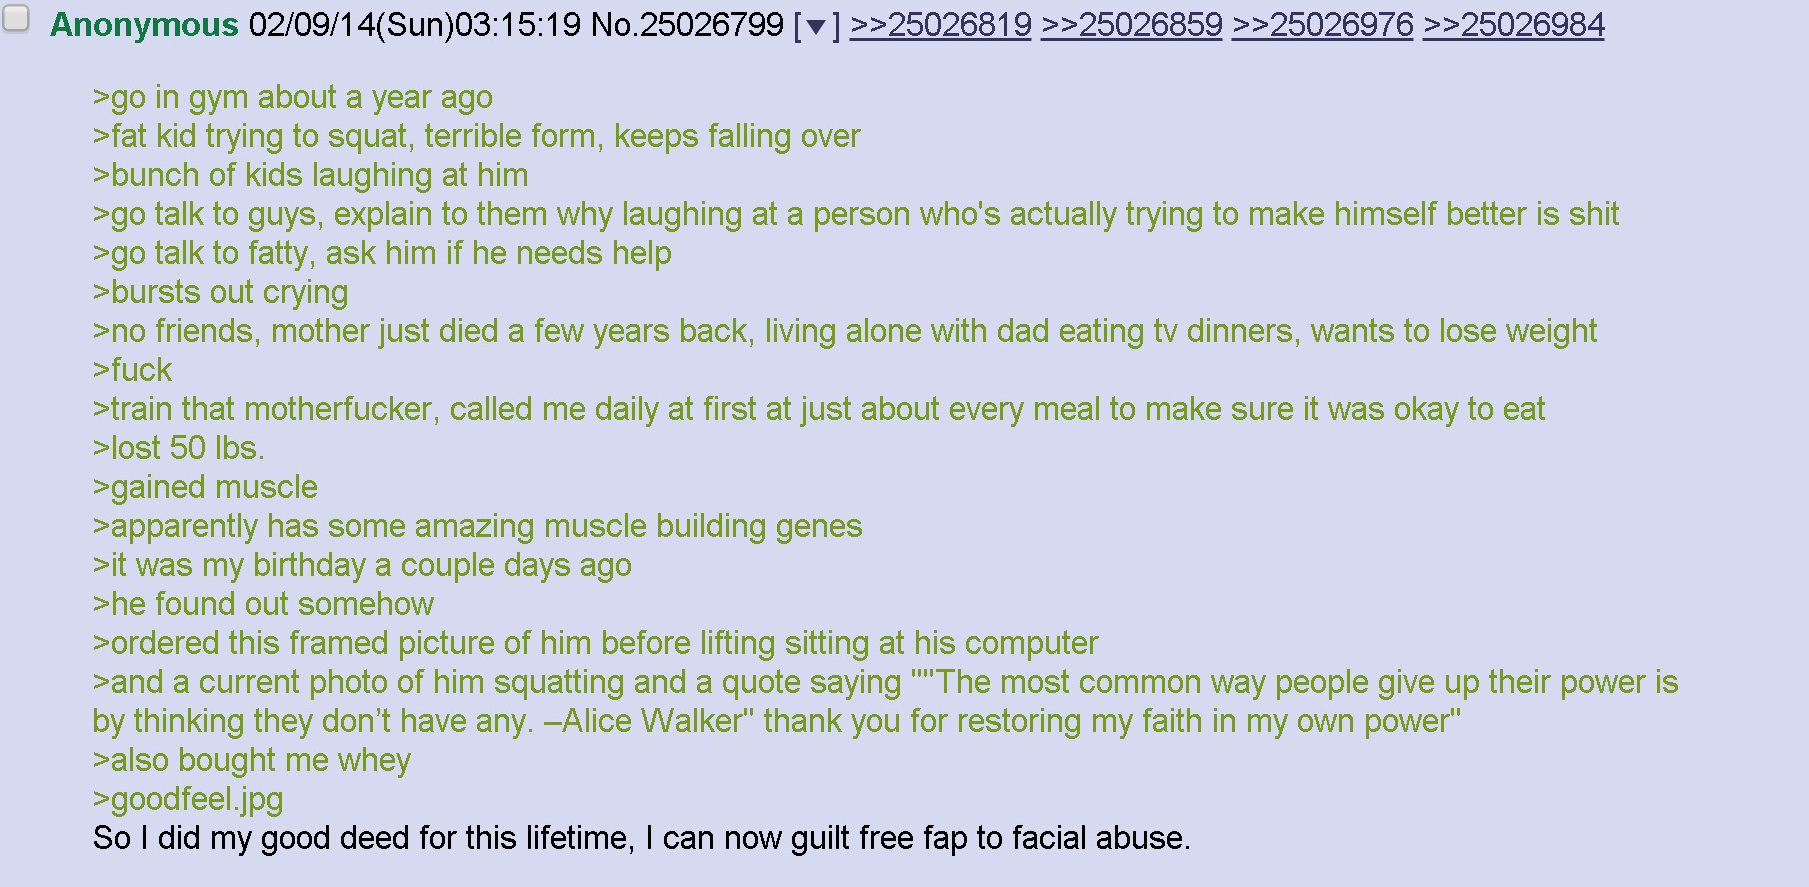 Anonymous 02/09/14(Sun)03:15:19 No.25026799 [▼] >>25026819 >>25026859 >>25026976 >>25026984
>go in gym about a year ago
>fat kid trying to squat, terrible form, keeps falling over
>bunch of kids laughing at him
>go talk to guys, explain to them why laughing at a person who's actually trying to make himself better is shit
>go talk to fatty, ask him if he needs help
>bursts out crying
>no friends, mother just died a few years back, living alone with dad eating tv dinners, wants to lose weight
>fuck
>train that motherfucker, called me daily at first at just about every meal to make sure it was okay to eat
>lost 50 lbs.
>gained muscle
>apparently has some amazing muscle building genes
>it was my birthday a couple days ago
>he found out somehow
>ordered this framed picture of him before lifting sitting at his computer
>and a current photo of him squatting and a quote saying ""The most common way people give up their power is
by thinking they don’t have any. –Alice Walker" thank you for restoring my faith in my own power"
>also bought me whey
>goodfeel.jpg
So I did my good deed for this lifetime, I can now guilt free fap to facial abuse.